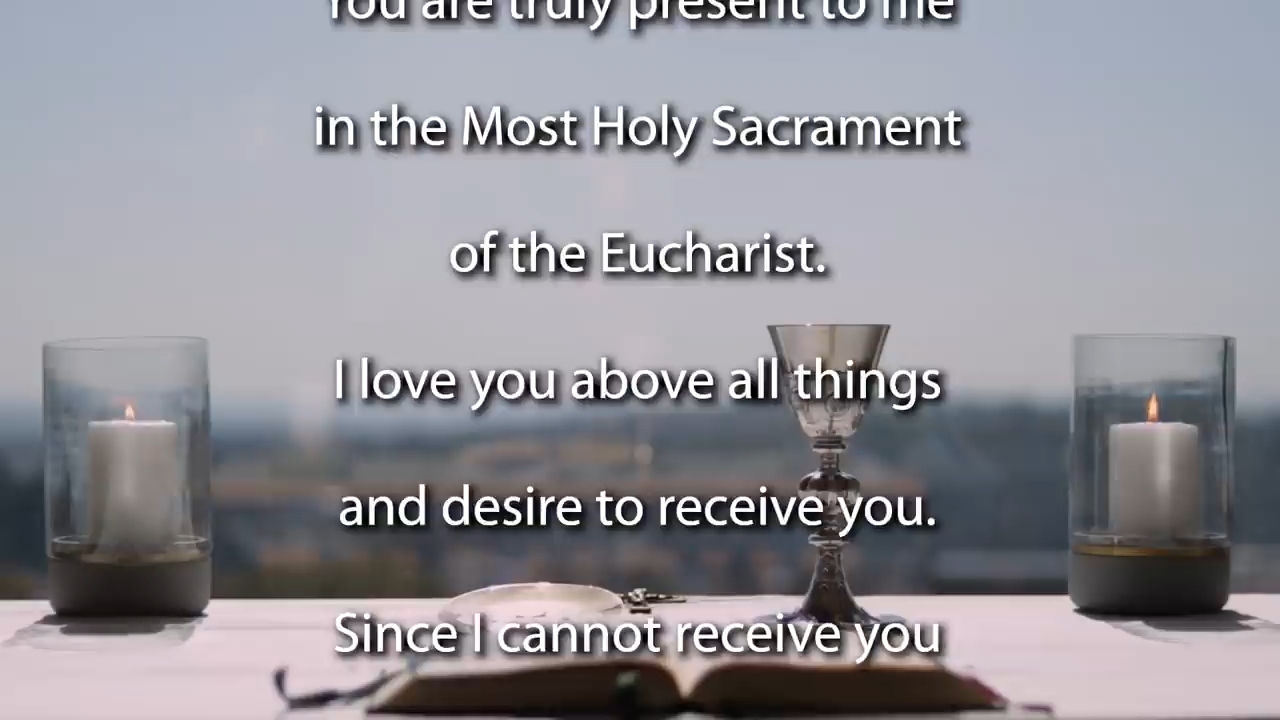 You are truly present to me
in the Most Holy Sacrament
of the Eucharist.
I love you above all things
and desire to receive you.
Since I cannot receive you